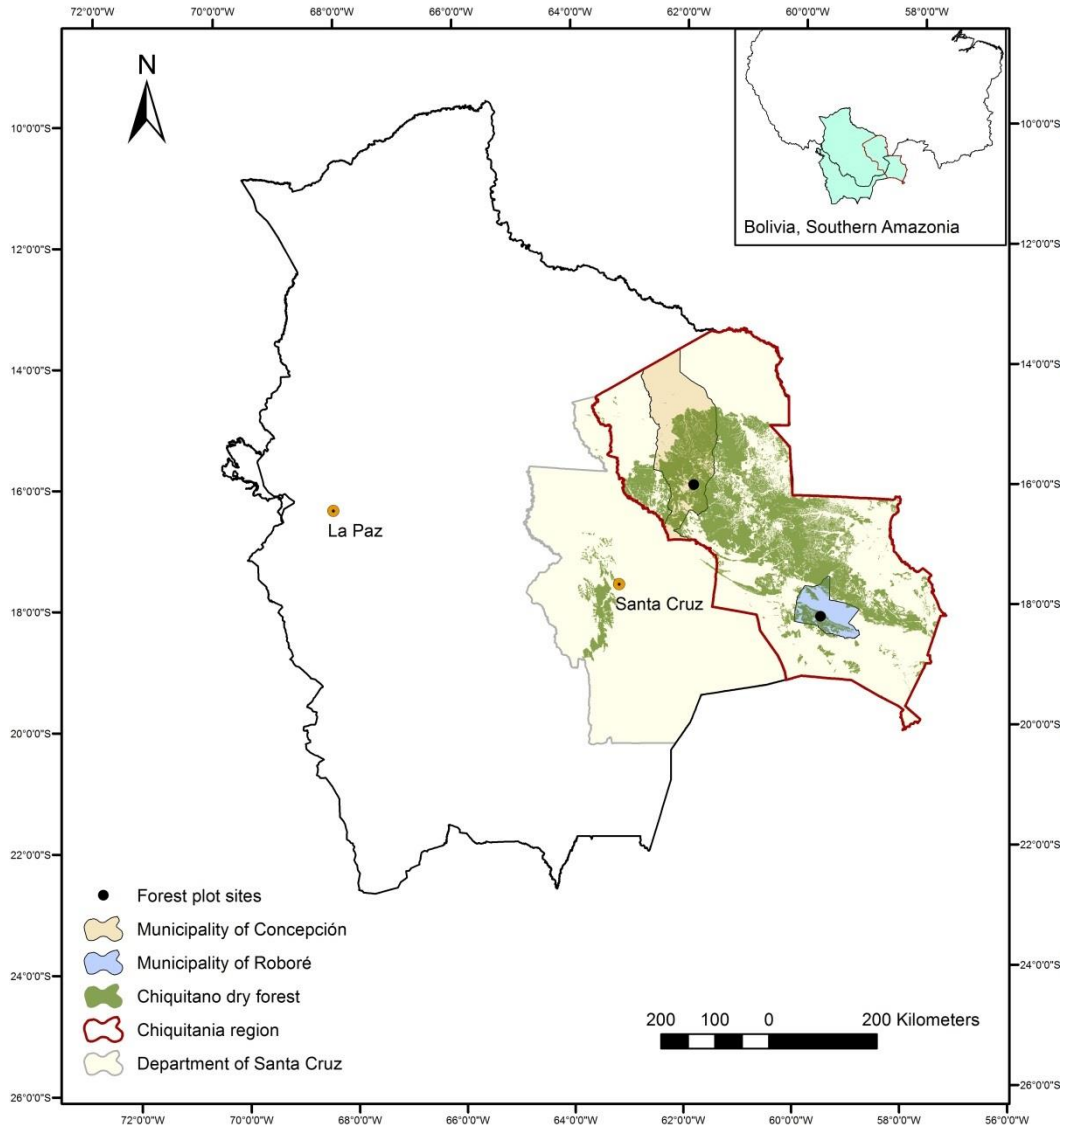 72°0'0"W 70°0'0"W 68°0'0"W 66°0'0"W 64°0'0"W 62°0'0"W 60°0'0"W 58°0'0"W
N
10°0'0"S
10°0'0"S
Bolivia, Southern Amazonia
12°0'0"S
12°0'0"S
14°0'0"S
14°0'0"S
16°0'0"S
16°0'0"S
La Paz
Santa Cruz
18°0'0"S
18°0'0"S
20°0'0"S
20°0'0"S
22°0'0"S
22°0'0"S
Forest plot sites
Municipality of Concepción
Municipality of Roboré
24°0'0"S
24°0'0"S
Chiquitano dry forest
Chiquitania region
200 100 0 200 Kilometers
Department of Santa Cruz
26°0'0"S
26°0'0"S
72°0'0"W 70°0'0"W 68°0'0"W 66°0'0"W 64°0'0"W 62°0'0"W 60°0'0"W 58°0'0"W 56°0'0"W